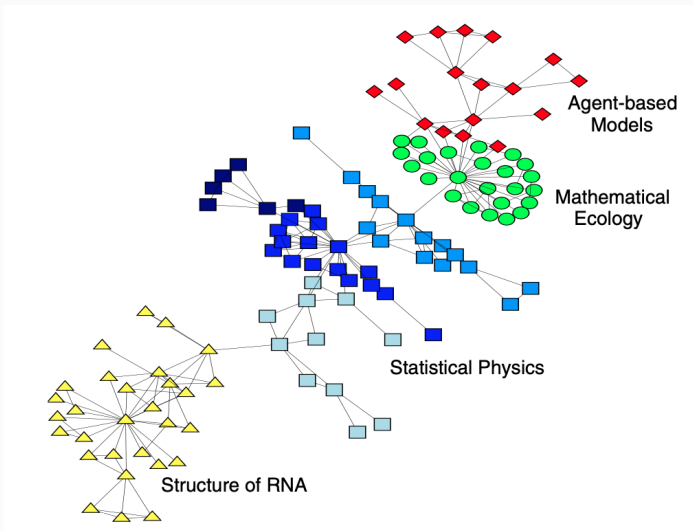 Agent-based
Models
Mathematical
Ecology
Statistical Physics
Structure of RNA